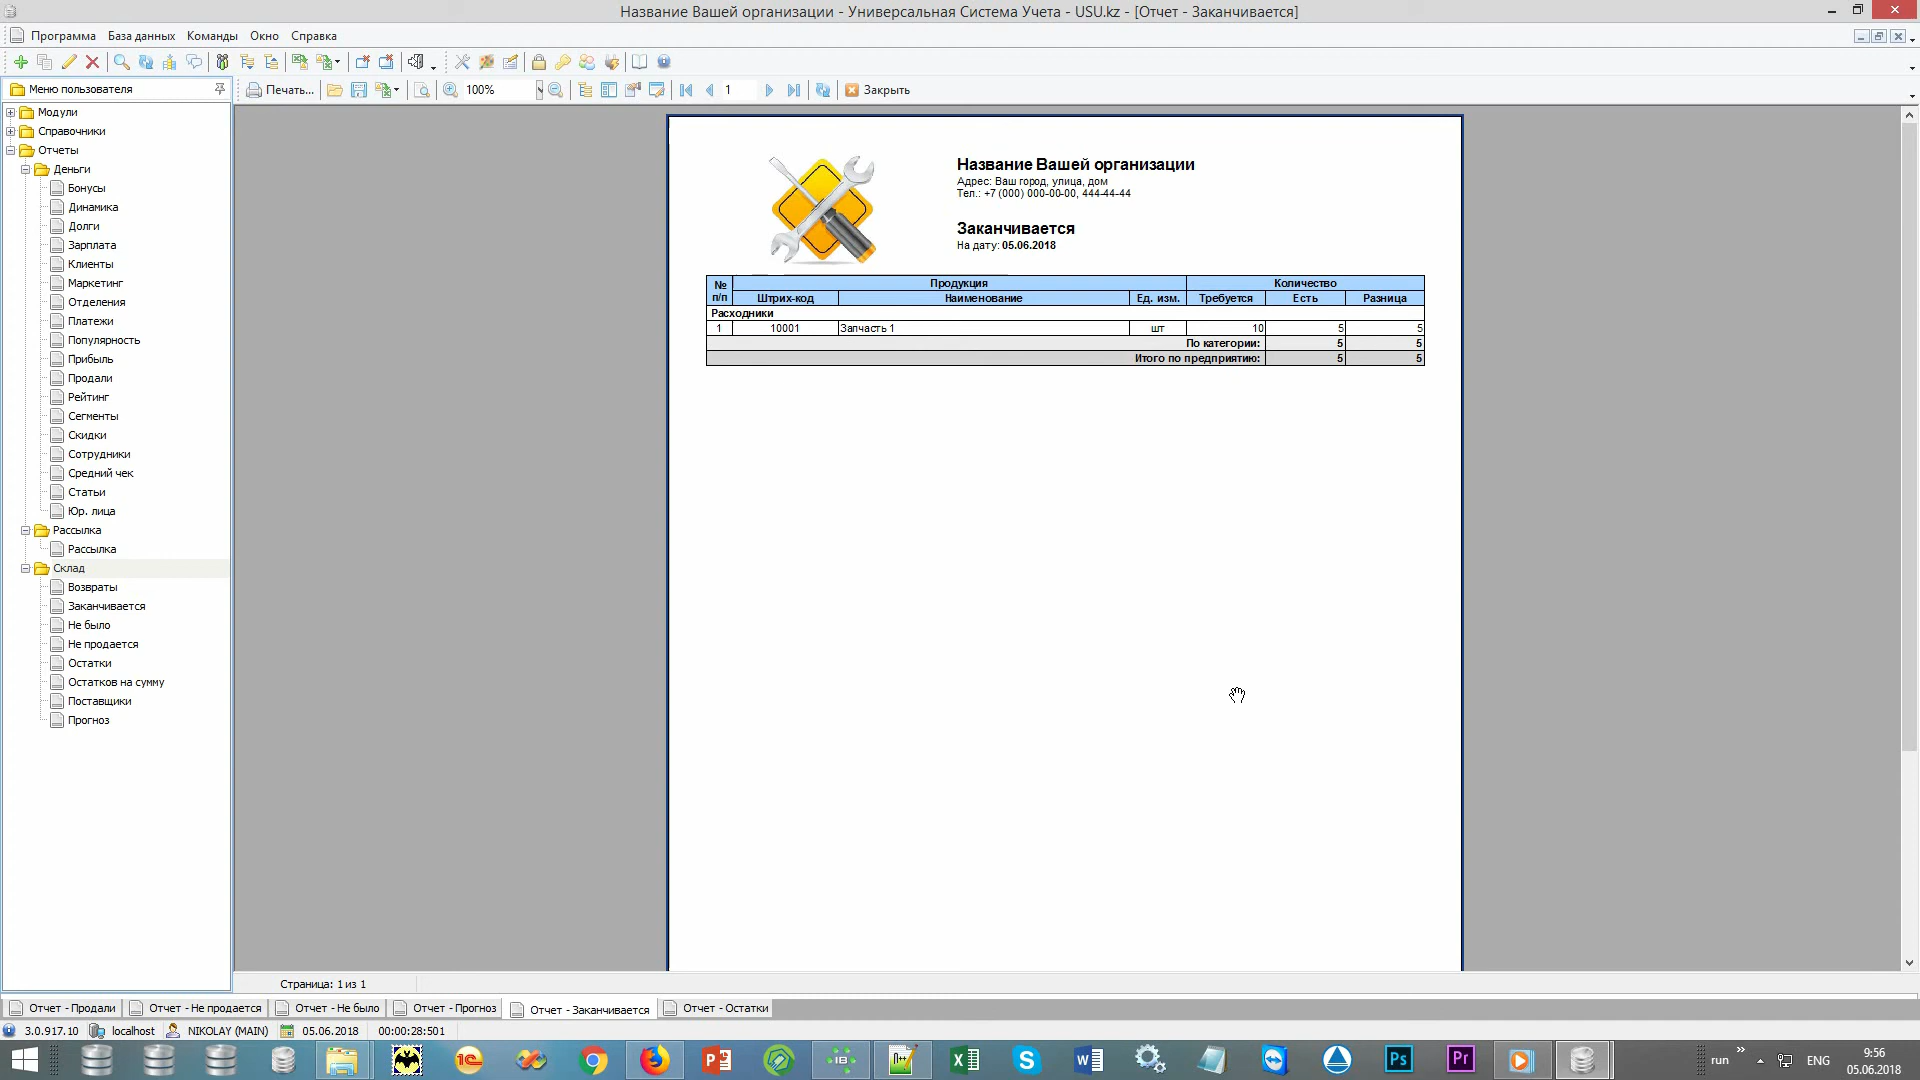 Название Вашей организации - Универсальная Система Учета - USU.kz - [Отчет - Заканчивается]
Программа База данных Команды Окно Справка
Меню пользователя
Печать... 100% 1 Закрыть
Модули
Справочники
Отчеты
Деньги
Бонусы
Динамика
Долги
Зарплата
Клиенты
Маркетинг
Отделения
Платежи
Популярность
Прибыль
Продали
Рейтинг
Сегменты
Скидки
Сотрудники
Средний чек
Статьи
Юр. лица
Рассылка
Рассылка
Склад
Возвраты
Заканчивается
Не было
Не продается
Остатки
Остатков на сумму
Поставщики
Прогноз
Название Вашей организации
Адрес: Ваш город, улица, дом
Тел.: +7 (000) 000-00-00, 444-44-44
Заканчивается
На дату: 05.06.2018
№ п/п Продукция Количество
Штрих-код Наименование Ед. изм. Требуется Есть Разница
Расходники
1 10001 Запчасть 1 шт 10 5 5
По категории: 5 5
Итого по предприятию: 5 5
Страница: 1 из 1
Отчет - Продали Отчет - Не продается Отчет - Не было Отчет - Прогноз Отчет - Заканчивается Отчет - Остатки
3.0.917.10 localhost NIKOLAY (MAIN) 05.06.2018 00:00:28:501
run ENG 9:56
05.06.2018